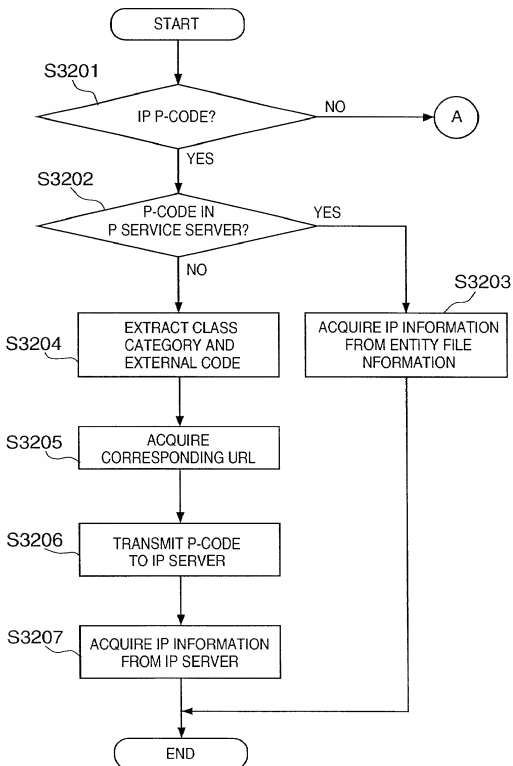 START
S3201
IP P-CODE?
NO
A
YES
S3202
P-CODE IN
P SERVICE SERVER?
YES
NO
S3203
ACQUIRE IP INFORMATION
FROM ENTITY FILE
NFORMATION
S3204
EXTRACT CLASS
CATEGORY AND
EXTERNAL CODE
S3205
ACQUIRE
CORRESPONDING URL
S3206
TRANSMIT P-CODE
TO IP SERVER
S3207
ACQUIRE IP INFORMATION
FROM IP SERVER
END